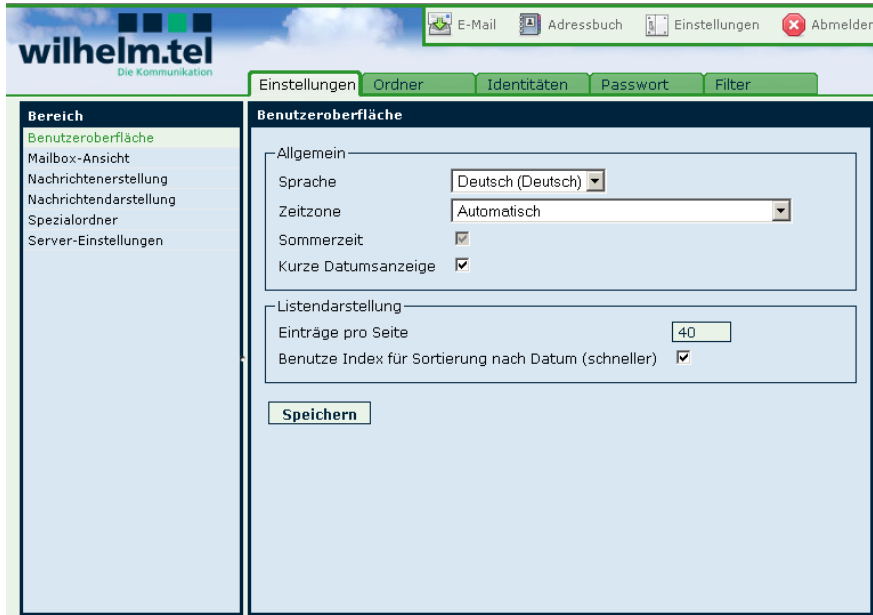 wilhelm.tel
Die Kommunikation
E-Mail Adressbuch Einstellungen Abmelden
Einstellungen Ordner Identitäten Passwort Filter
Bereich
Benutzeroberfläche
Mailbox-Ansicht
Nachrichtenerstellung
Nachrichtendarstellung
Spezialordner
Server-Einstellungen
Benutzeroberfläche
Allgemein
Sprache Deutsch (Deutsch)
Zeitzone Automatisch
Sommerzeit
Kurze Datumsanzeige
Listendarstellung
Einträge pro Seite 40
Benutze Index für Sortierung nach Datum (schneller)
Speichern